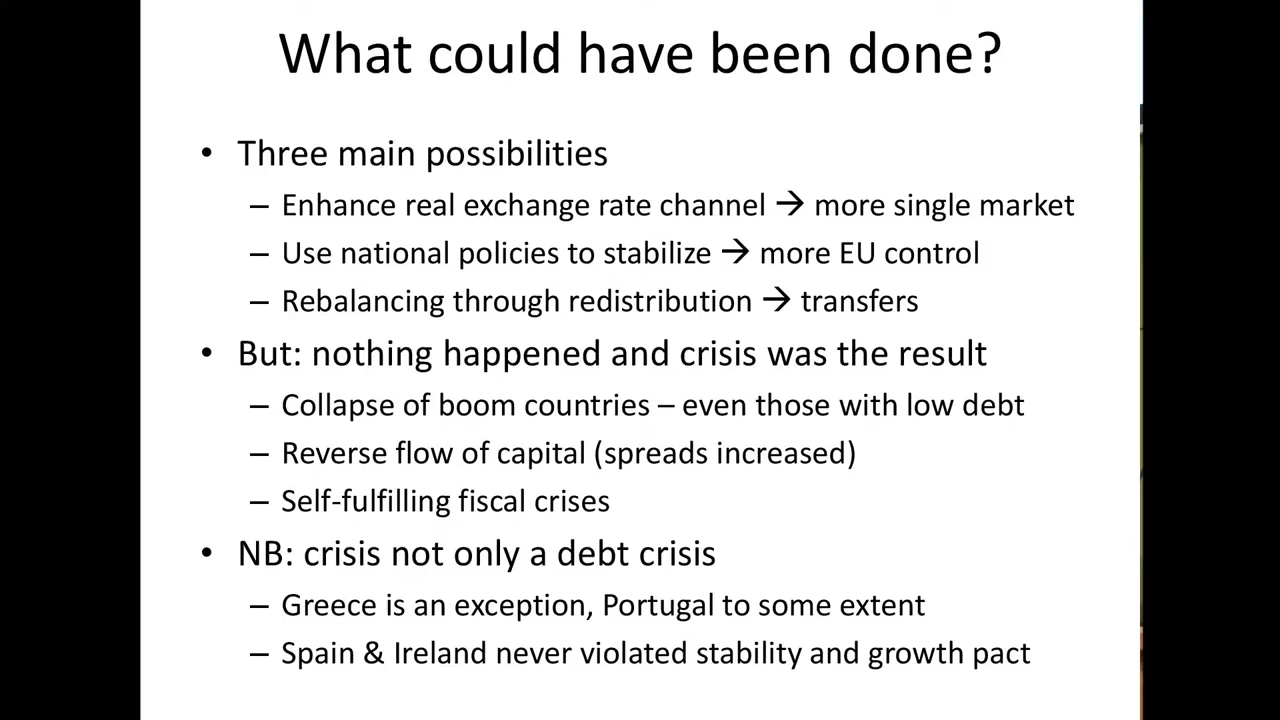 What could have been done?
• Three main possibilities
– Enhance real exchange rate channel → more single market
– Use national policies to stabilize → more EU control
– Rebalancing through redistribution → transfers
• But: nothing happened and crisis was the result
– Collapse of boom countries – even those with low debt
– Reverse flow of capital (spreads increased)
– Self-fulfilling fiscal crises
• NB: crisis not only a debt crisis
– Greece is an exception, Portugal to some extent
– Spain & Ireland never violated stability and growth pact